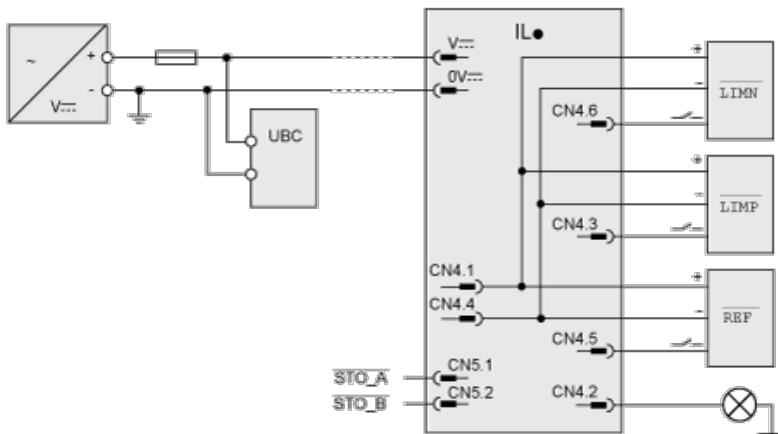 ~
+
-
V
UBC
IL●
V
0V
CN4.6
CN4.3
CN4.1
CN4.4
CN4.5
CN5.1
CN5.2
CN4.2
STO_A
STO_B
+
-
LIMN
+
-
LIMP
+
-
REF